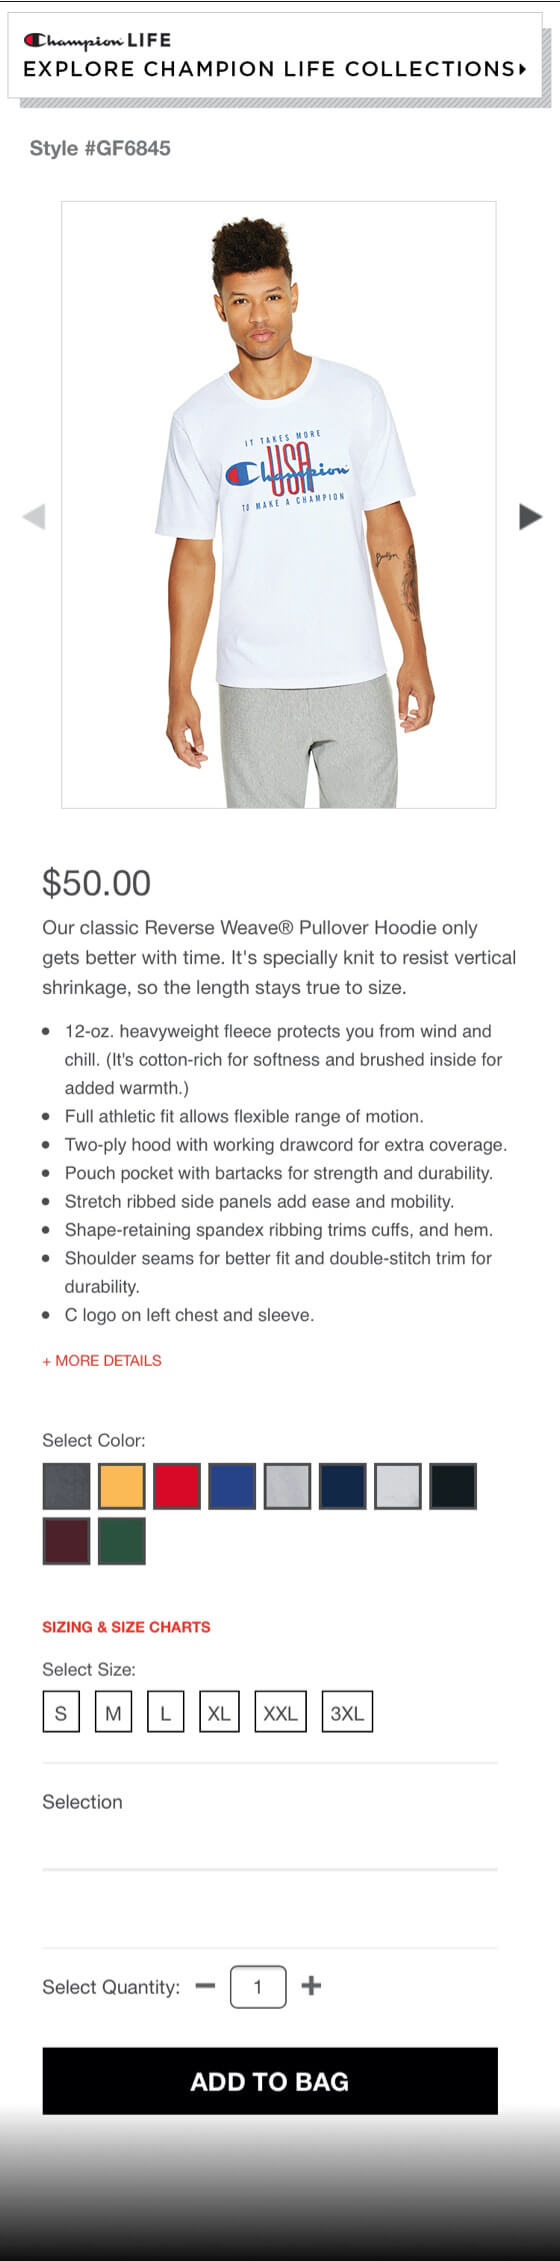 Champion LIFE
EXPLORE CHAMPION LIFE COLLECTIONS
Style #GF6845
IT TAKES MORE
USA
Champion
TO MAKE A CHAMPION
$50.00
Our classic Reverse Weave® Pullover Hoodie only
gets better with time. It's specially knit to resist vertical
shrinkage, so the length stays true to size.
12-oz. heavyweight fleece protects you from wind and
chill. (It's cotton-rich for softness and brushed inside for
added warmth.)
Full athletic fit allows flexible range of motion.
Two-ply hood with working drawcord for extra coverage.
Pouch pocket with bartacks for strength and durability.
Stretch ribbed side panels add ease and mobility.
Shape-retaining spandex ribbing trims cuffs, and hem.
Shoulder seams for better fit and double-stitch trim for
durability.
C logo on left chest and sleeve.
+ MORE DETAILS
Select Color:
SIZING & SIZE CHARTS
Select Size:
S M L XL XXL 3XL
Selection
Select Quantity: − 1 +
ADD TO BAG